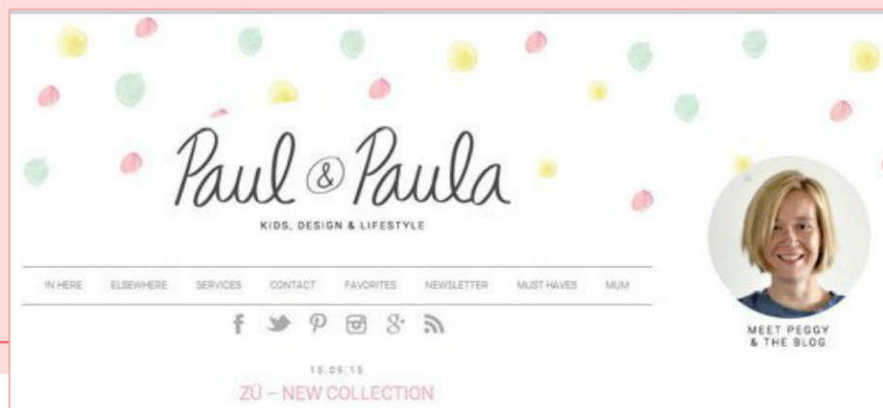 Paul & Paula
KIDS, DESIGN & LIFESTYLE
IN HERE ELSEWHERE SERVICES CONTACT FAVORITES NEWSLETTER MUST HAVES MUM
MEET PEGGY
& THE BLOG
15.09.15
ZÜ – NEW COLLECTION